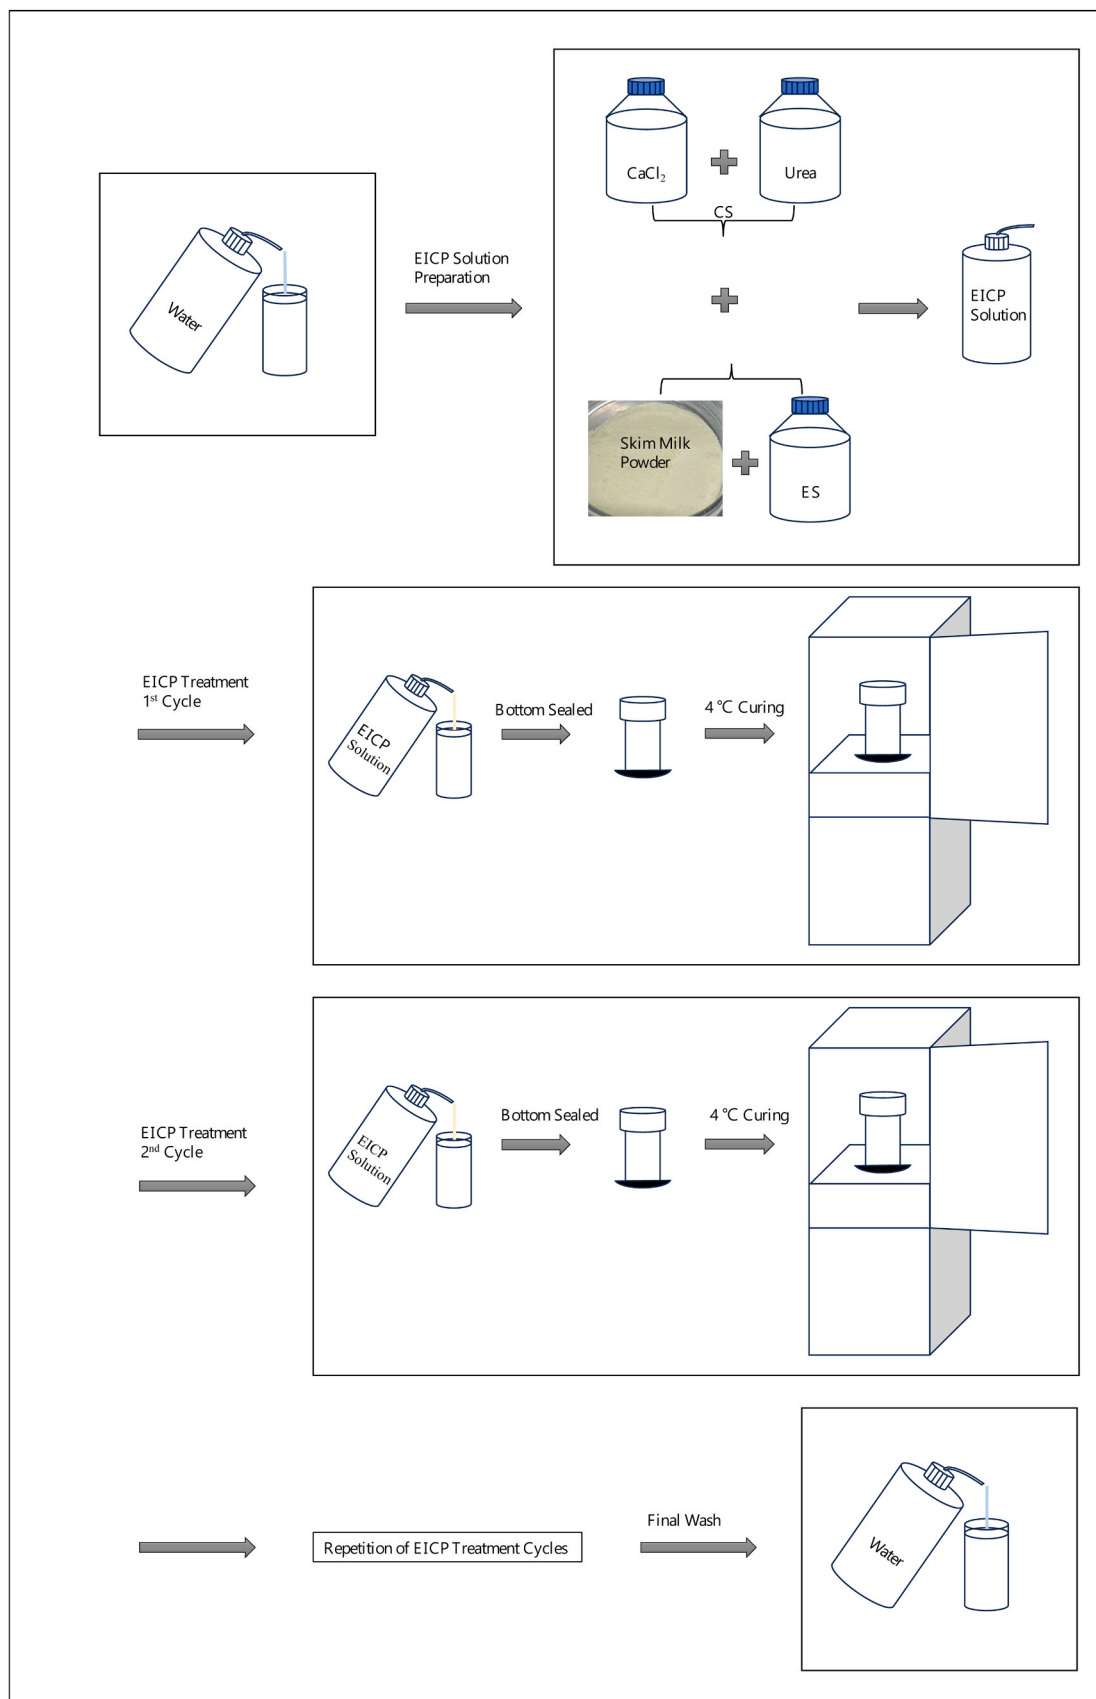 CaCl₂
Urea
CS
Water
EICP Solution
Preparation
EICP
Solution
Skim Milk
Powder
ES
EICP Treatment
1st Cycle
EICP
Solution
Bottom Sealed
4 °C Curing
EICP Treatment
2nd Cycle
EICP
Solution
Bottom Sealed
4 °C Curing
Repetition of EICP Treatment Cycles
Final Wash
Water